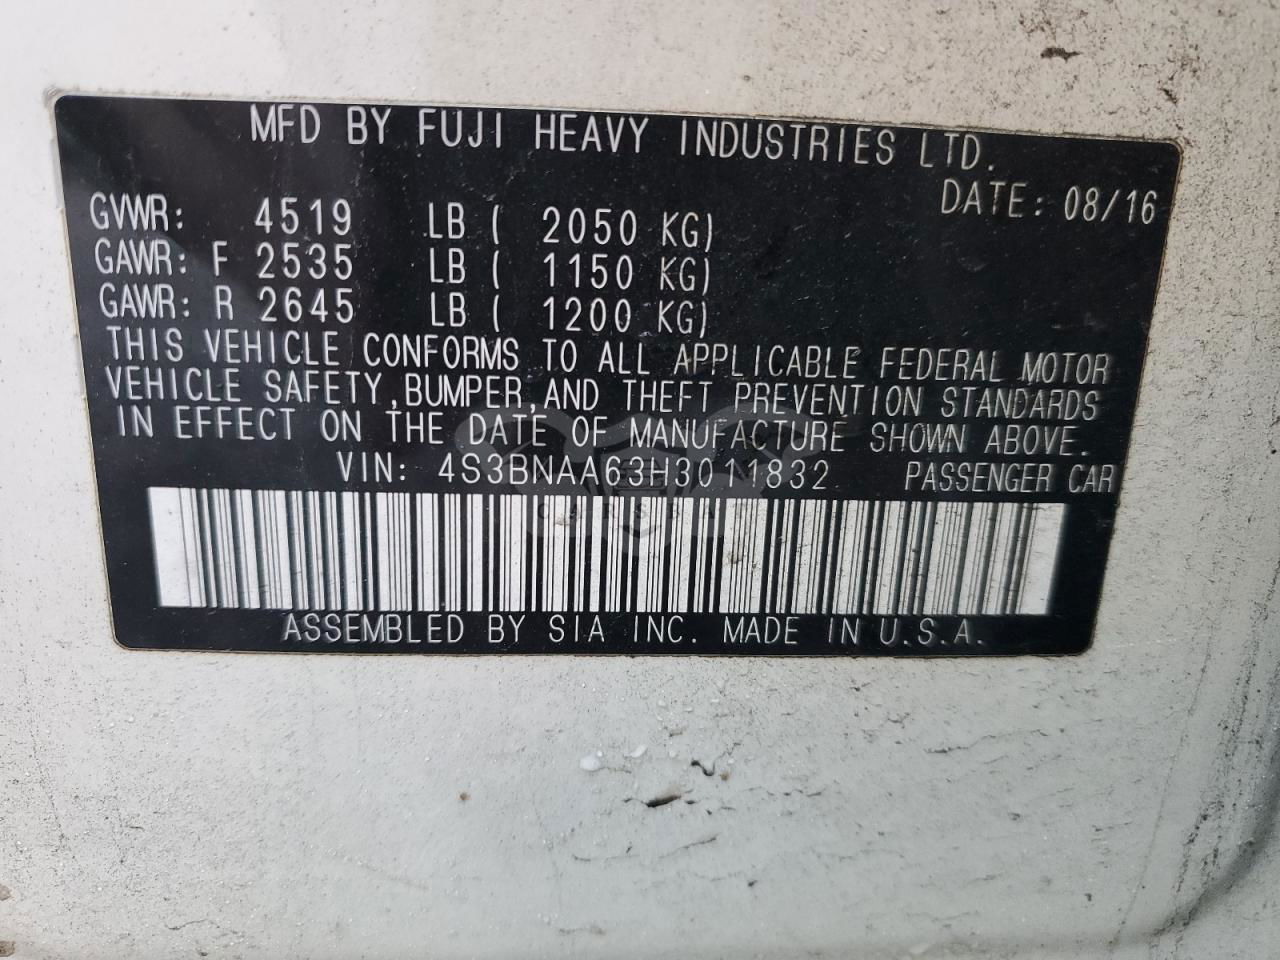 MFD BY FUJI HEAVY INDUSTRIES LTD.
DATE: 08/16
GVWR: 4519 LB ( 2050 KG)
GAWR: F 2535 LB ( 1150 KG)
GAWR: R 2645 LB ( 1200 KG)
THIS VEHICLE CONFORMS TO ALL APPLICABLE FEDERAL MOTOR
VEHICLE SAFETY, BUMPER, AND THEFT PREVENTION STANDARDS
IN EFFECT ON THE DATE OF MANUFACTURE SHOWN ABOVE.
VIN: 4S3BNAA63H3011832 PASSENGER CAR
ASSEMBLED BY SIA INC. MADE IN U.S.A.